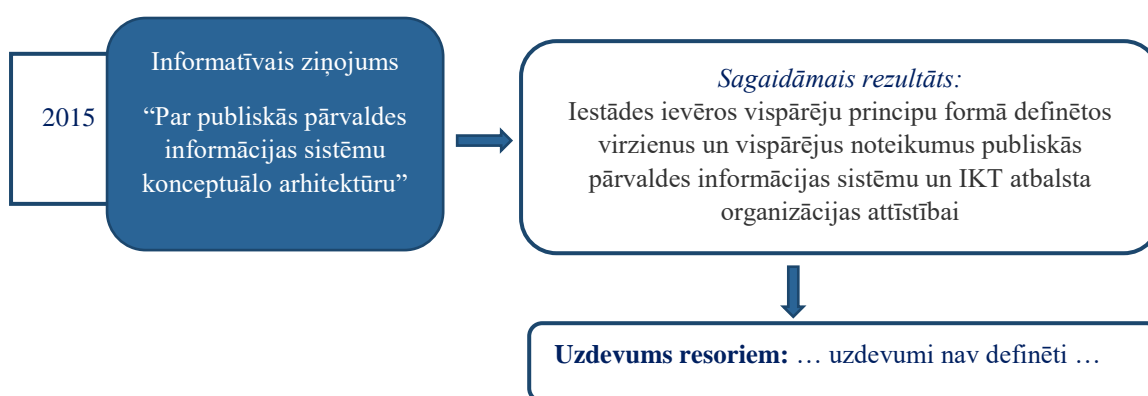 2015
Informatīvais ziņojums
“Par publiskās pārvaldes
informācijas sistēmu
konceptuālo arhitektūru”
Sagaidāmais rezultāts:
Iestādes ievēros vispārēju principu formā definētos
virzienus un vispārējus noteikumus publiskās
pārvaldes informācijas sistēmu un IKT atbalsta
organizācijas attīstībai
Uzdevums resoriem: … uzdevumi nav definēti …